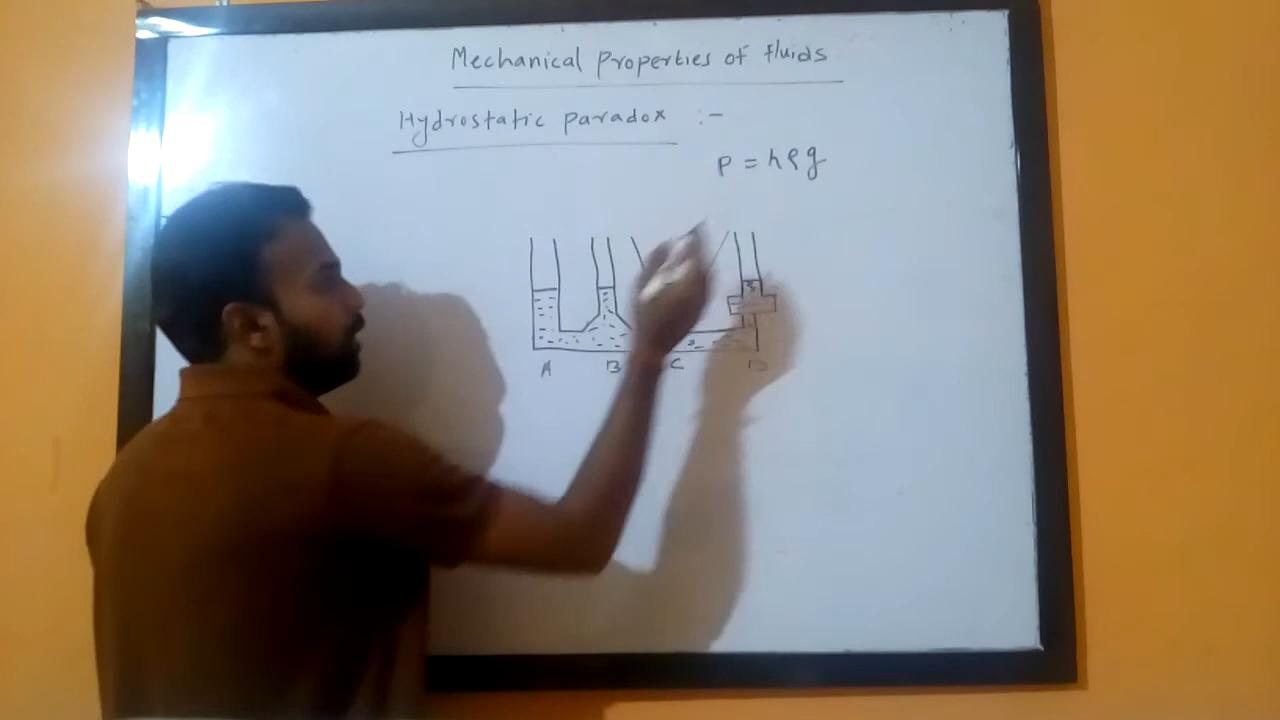 Mechanical Properties of fluids
Hydrostatic paradox :-
P = hρg
A B C D